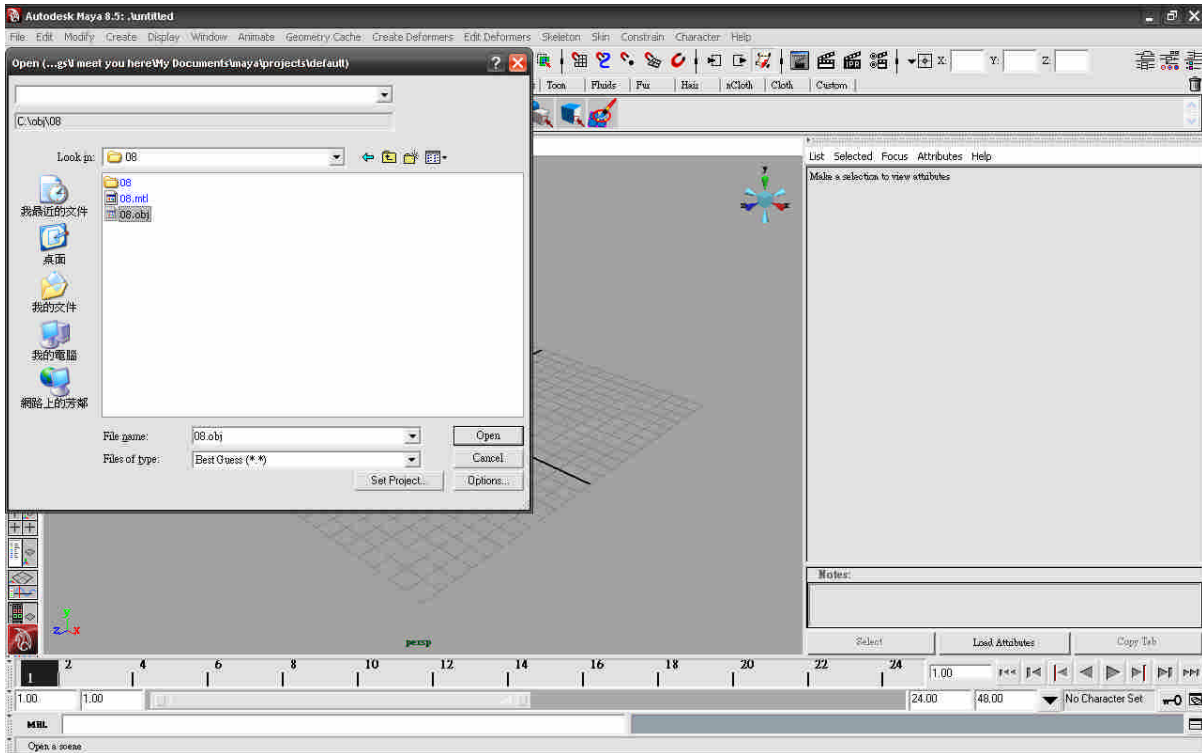 Autodesk Maya 8.5: .\untitled
File Edit Modify Create Display Window Animate Geometry Cache Create Deformers Edit Deformers Skeleton Skin Constrain Character Help
Open (...gs\I meet you here\My Documents\maya\projects\default)
X: Y: Z:
Toon Fluids Fur Hair nCloth Cloth Custom
C:\obj\08
Look in: 08
List Selected Focus Attributes Help
Make a selection to view attributes
08
08.mtl
08.obj
我最近的文件
桌面
我的文件
我的電腦
網路上的芳鄰
File name: 08.obj Open
Files of type: Best Guess (*.*) Cancel
Set Project... Options...
Notes:
y
z x
persp
Select Load Attributes Copy Tab
2 4 6 8 10 12 14 16 18 20 22 24
1 1.00
1.00 1.00 24.00 48.00 No Character Set
MEL
Open a scene